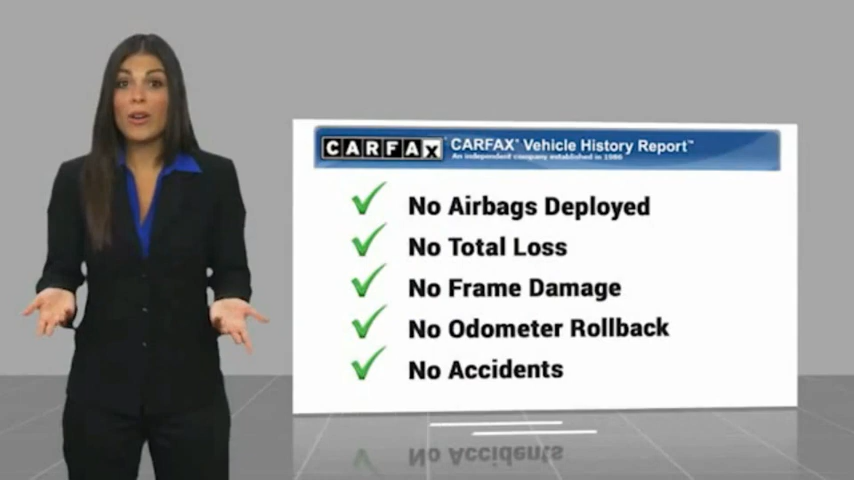 CARFAX CARFAX® Vehicle History Report™
An independent company established in 1986
No Airbags Deployed
No Total Loss
No Frame Damage
No Odometer Rollback
No Accidents
No Accidents